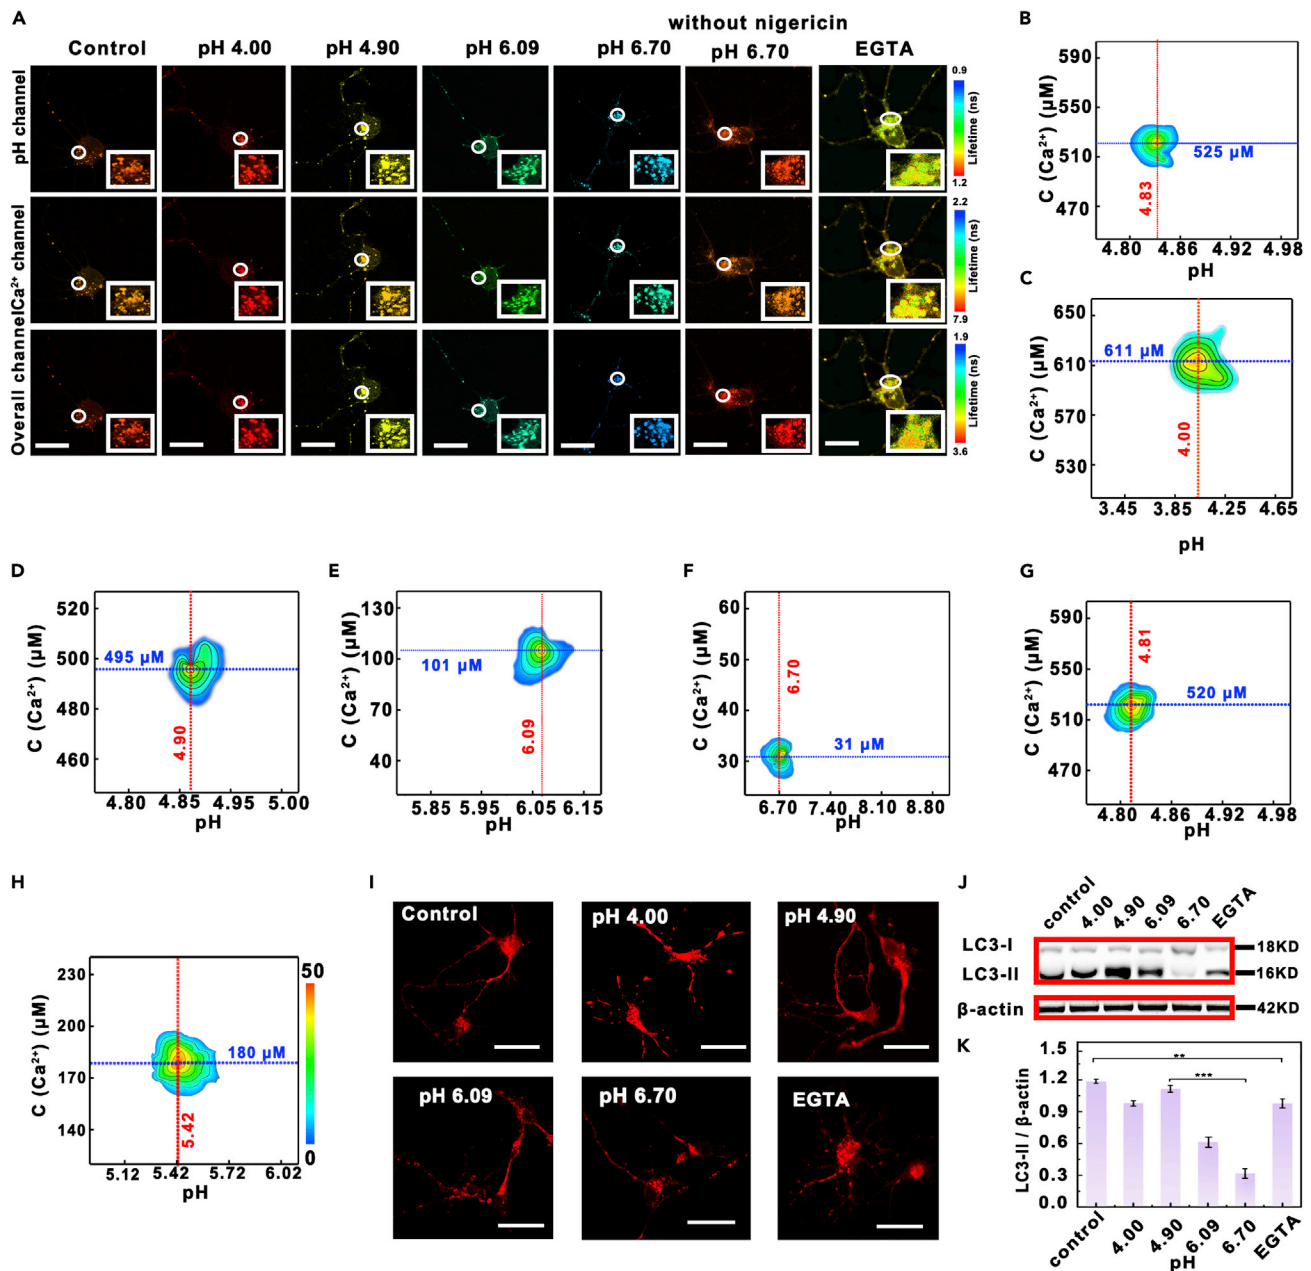 A
Control
pH 4.00
pH 4.90
pH 6.09
pH 6.70
without nigericin
pH 6.70
EGTA
pH channel
Ca²⁺ channel
Overall channel
0.9
Lifetime (ns)
1.2
2.2
Lifetime (ns)
7.9
1.9
Lifetime (ns)
3.6
B
C (Ca²⁺) (µM)
590
550
510
470
525 µM
4.83
4.80 4.86 4.92 4.98
pH
C
C (Ca²⁺) (µM)
650
610
570
530
611 µM
4.00
3.45 3.85 4.25 4.65
pH
D
C (Ca²⁺) (µM)
520
500
480
460
495 µM
4.90
4.80 4.85 4.95 5.00
pH
E
C (Ca²⁺) (µM)
130
100
70
40
101 µM
6.09
5.85 5.95 6.05 6.15
pH
F
C (Ca²⁺) (µM)
60
50
40
30
31 µM
6.70
6.70 7.40 8.10 8.80
pH
G
C (Ca²⁺) (µM)
590
550
510
470
520 µM
4.81
4.80 4.86 4.92 4.98
pH
H
C (Ca²⁺) (µM)
230
200
170
140
180 µM
5.42
5.12 5.42 5.72 6.02
pH
50
0
I
Control
pH 4.00
pH 4.90
pH 6.09
pH 6.70
EGTA
J
control
4.00
4.90
6.09
6.70
EGTA
LC3-I
18KD
LC3-II
16KD
β-actin
42KD
K
LC3-II / β-actin
1.5
1.2
0.9
0.6
0.3
0.0
**
***
control
4.00
4.90
6.09
6.70
EGTA
pH